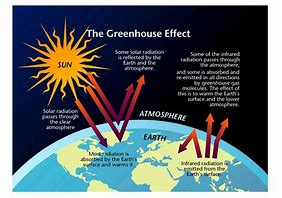 The Greenhouse Effect
SUN
Some solar radiation
is reflected by the
Earth and the
atmosphere.
Some of the infrared
radiation passes through
the atmosphere,
and some is absorbed and
re-emitted in all directions
by greenhouse gas
molecules. The effect of
this is to warm the Earth's
surface and the lower
atmosphere.
Solar radiation
passes through
the clear
atmosphere
ATMOSPHERE
EARTH
Most radiation is
absorbed by the Earth's
surface and warms it.
Infrared radiation is
emitted from the
Earth's surface.